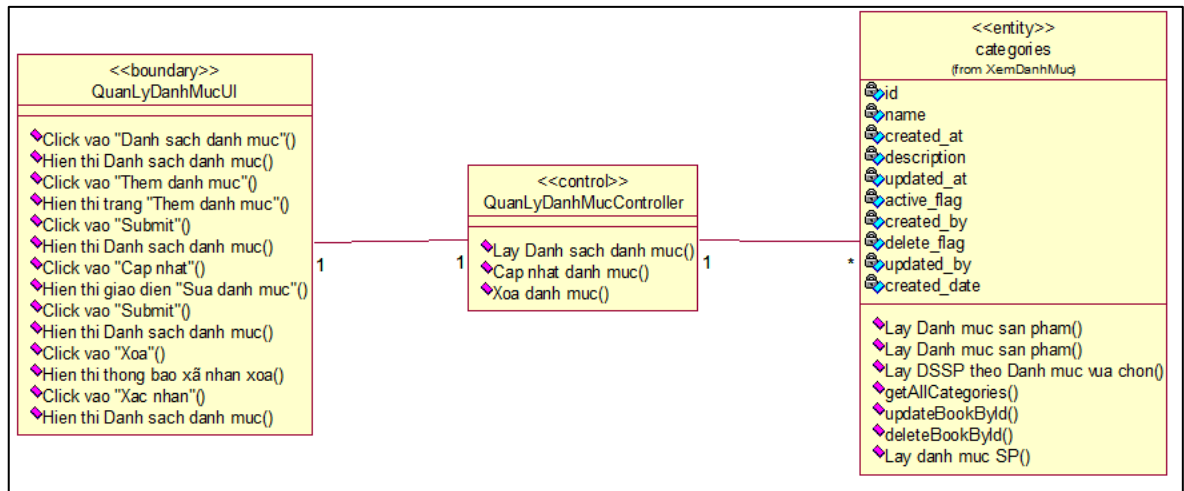 <<boundary>>
QuanLyDanhMucUI
Click vao "Danh sach danh muc"()
Hien thi Danh sach danh muc()
Click vao "Them danh muc"()
Hien thi trang "Them danh muc"()
Click vao "Submit"()
Hien thi Danh sach danh muc()
Click vao "Cap nhat"()
Hien thi giao dien "Sua danh muc"()
Click vao "Submit"()
Hien thi Danh sach danh muc()
Click vao "Xoa"()
Hien thi thong bao xã nhan xoa()
Click vao "Xac nhan"()
Hien thi Danh sach danh muc()
1
1
<<control>>
QuanLyDanhMucController
Lay Danh sach danh muc()
Cap nhat danh muc()
Xoa danh muc()
1
*
<<entity>>
categories
(from XemDanhMuc)
id
name
created_at
description
updated_at
active_flag
created_by
delete_flag
updated_by
created_date
Lay Danh muc san pham()
Lay Danh muc san pham()
Lay DSSP theo Danh muc vua chon()
getAllCategories()
updateBookById()
deleteBookById()
Lay danh muc SP()